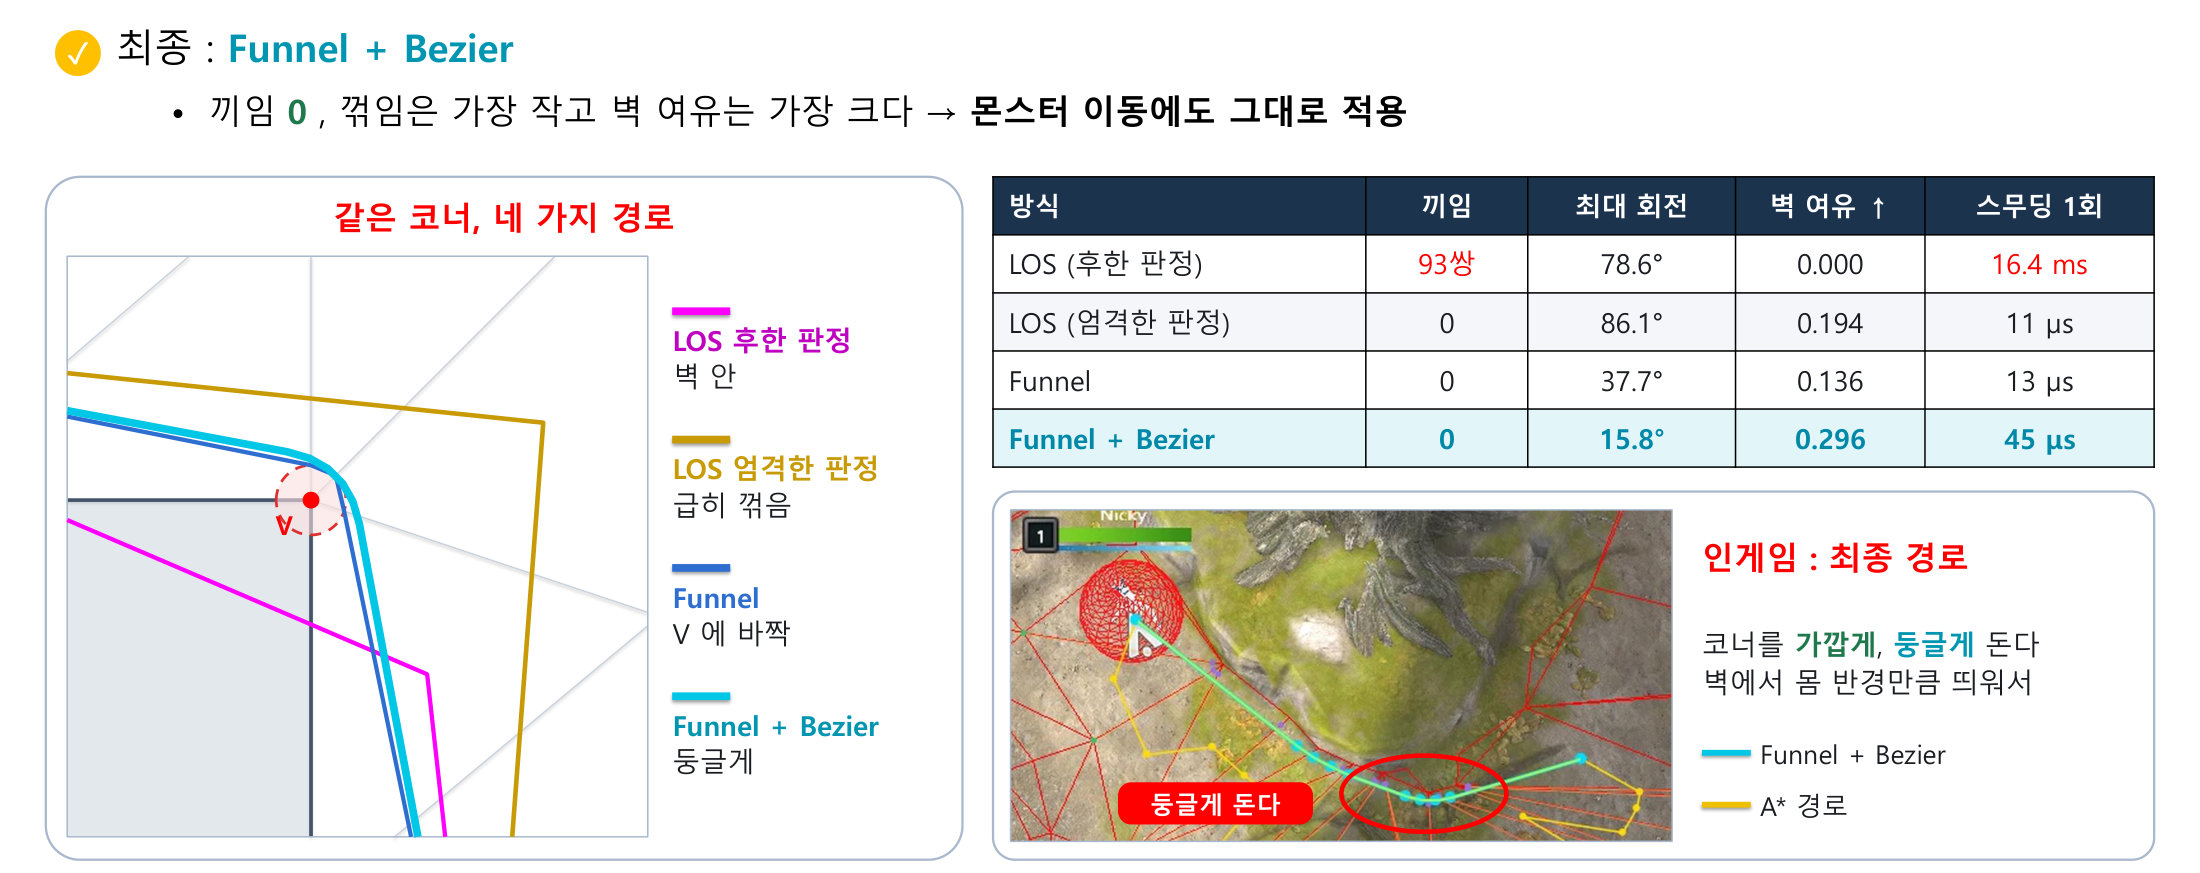 ✓ 최종 : Funnel + Bezier
• 끼임 0 , 꺾임은 가장 작고 벽 여유는 가장 크다 → 몬스터 이동에도 그대로 적용
같은 코너, 네 가지 경로
V
LOS 후한 판정
벽 안
LOS 엄격한 판정
급히 꺾음
Funnel
V 에 바짝
Funnel + Bezier
둥글게
방식 끼임 최대 회전 벽 여유 ↑ 스무딩 1회
LOS (후한 판정) 93쌍 78.6° 0.000 16.4 ms
LOS (엄격한 판정) 0 86.1° 0.194 11 µs
Funnel 0 37.7° 0.136 13 µs
Funnel + Bezier 0 15.8° 0.296 45 µs
Nicky
1
둥글게 돈다
인게임 : 최종 경로
코너를 가깝게, 둥글게 돈다
벽에서 몸 반경만큼 띄워서
Funnel + Bezier
A* 경로